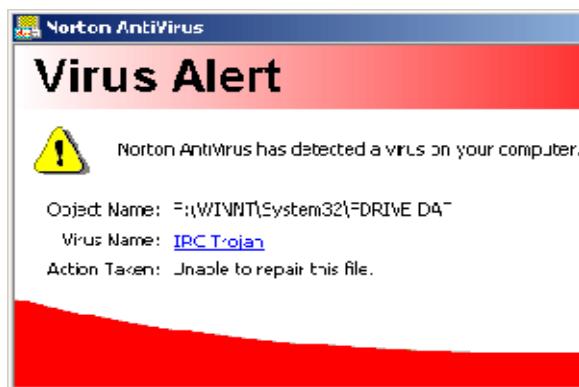 Norton AntiVirus
Virus Alert
Norton AntiVirus has detected a virus on your computer.
Object Name: F:\WINNT\System32\FDRIVE.DAT
Virus Name: IRC Trojan
Action Taken: Unable to repair this file.